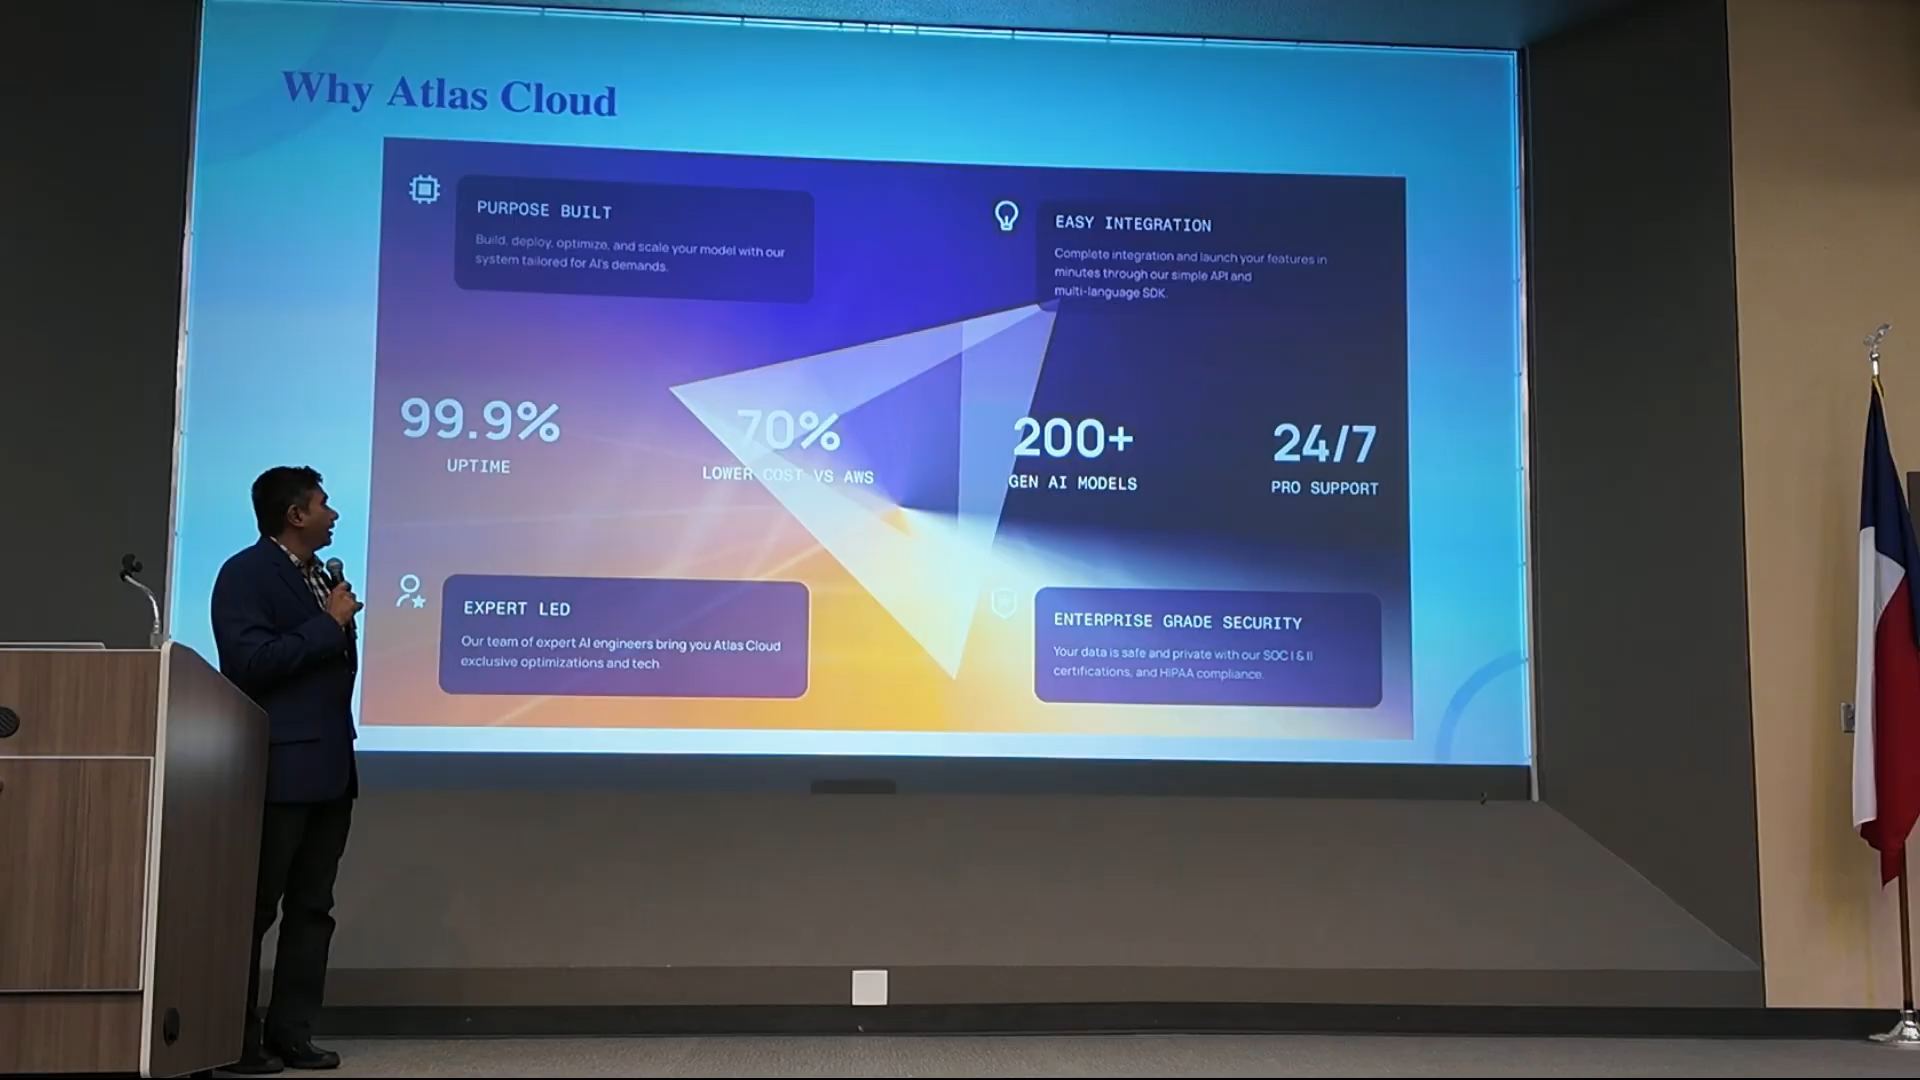 Why Atlas Cloud
PURPOSE BUILT
Build, deploy, optimize, and scale your model with our
system tailored for AI's demands.
EASY INTEGRATION
Complete integration and launch your features in
minutes through our simple API and
multi-language SDK.
99.9%
UPTIME
70%
LOWER COST VS AWS
200+
GEN AI MODELS
24/7
PRO SUPPORT
EXPERT LED
Our team of expert AI engineers bring you Atlas Cloud
exclusive optimizations and tech
ENTERPRISE GRADE SECURITY
Your data is safe and private with our SOC I & II
certifications, and HIPAA compliance.